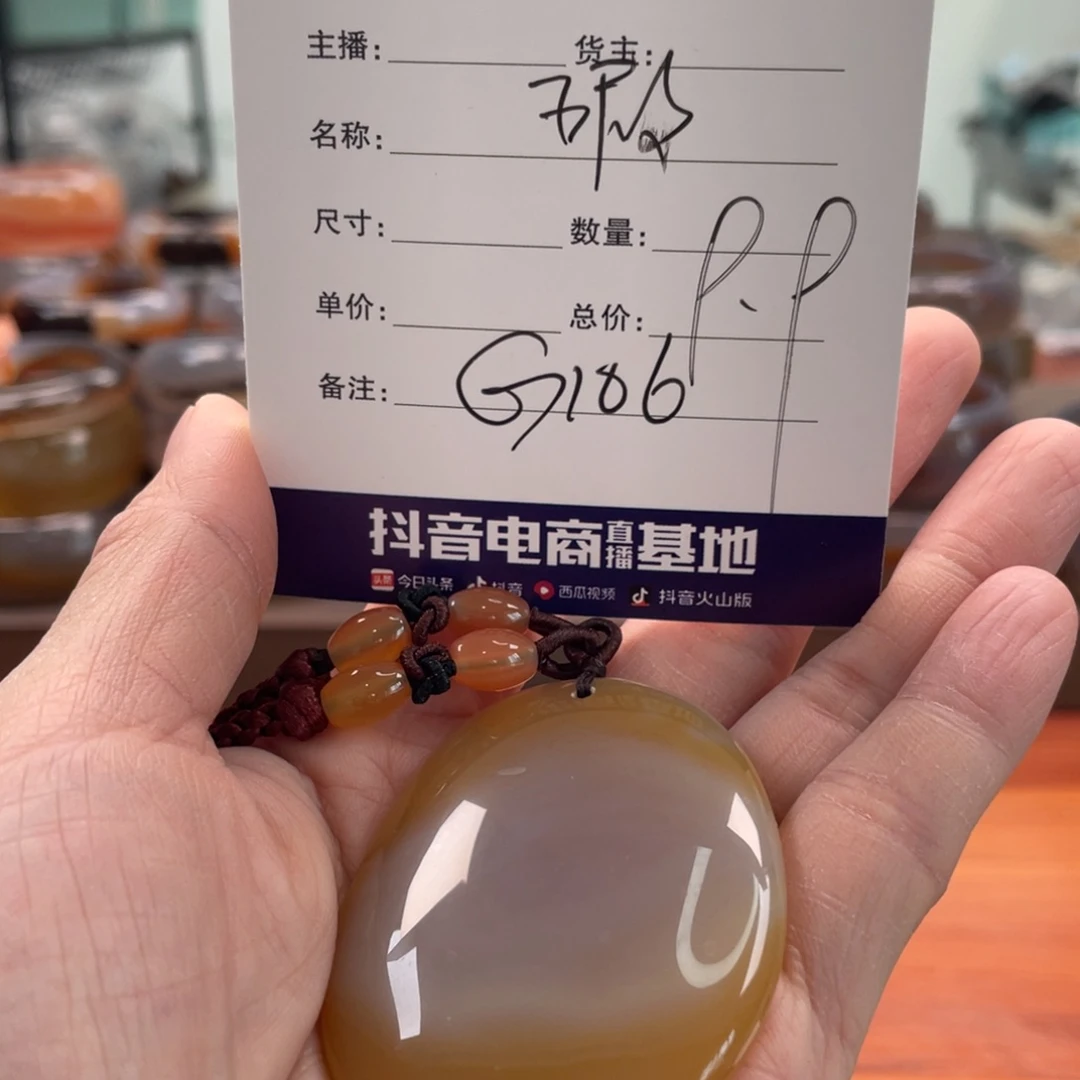 主播： 货主：
名称：
尺寸： 数量：
单价： 总价：
备注： G186
抖音电商直播基地
头条 今日头条 抖音 西瓜视频 抖音火山版